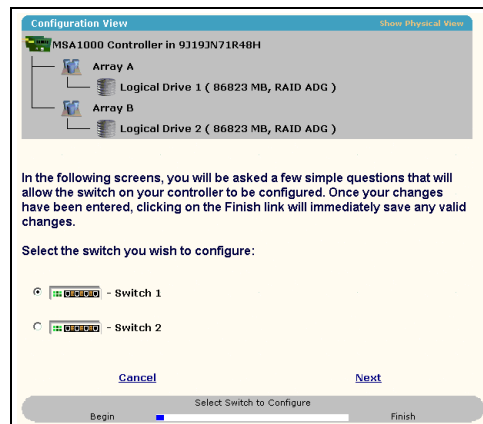 Configuration View
Show Physical View
MSA1000 Controller in 9J19JN71R48H
Array A
Logical Drive 1 ( 86823 MB, RAID ADG )
Array B
Logical Drive 2 ( 86823 MB, RAID ADG )
In the following screens, you will be asked a few simple questions that will
allow the switch on your controller to be configured. Once your changes
have been entered, clicking on the Finish link will immediately save any valid
changes.
Select the switch you wish to configure:
- Switch 1
- Switch 2
Cancel
Next
Select Switch to Configure
Begin
Finish